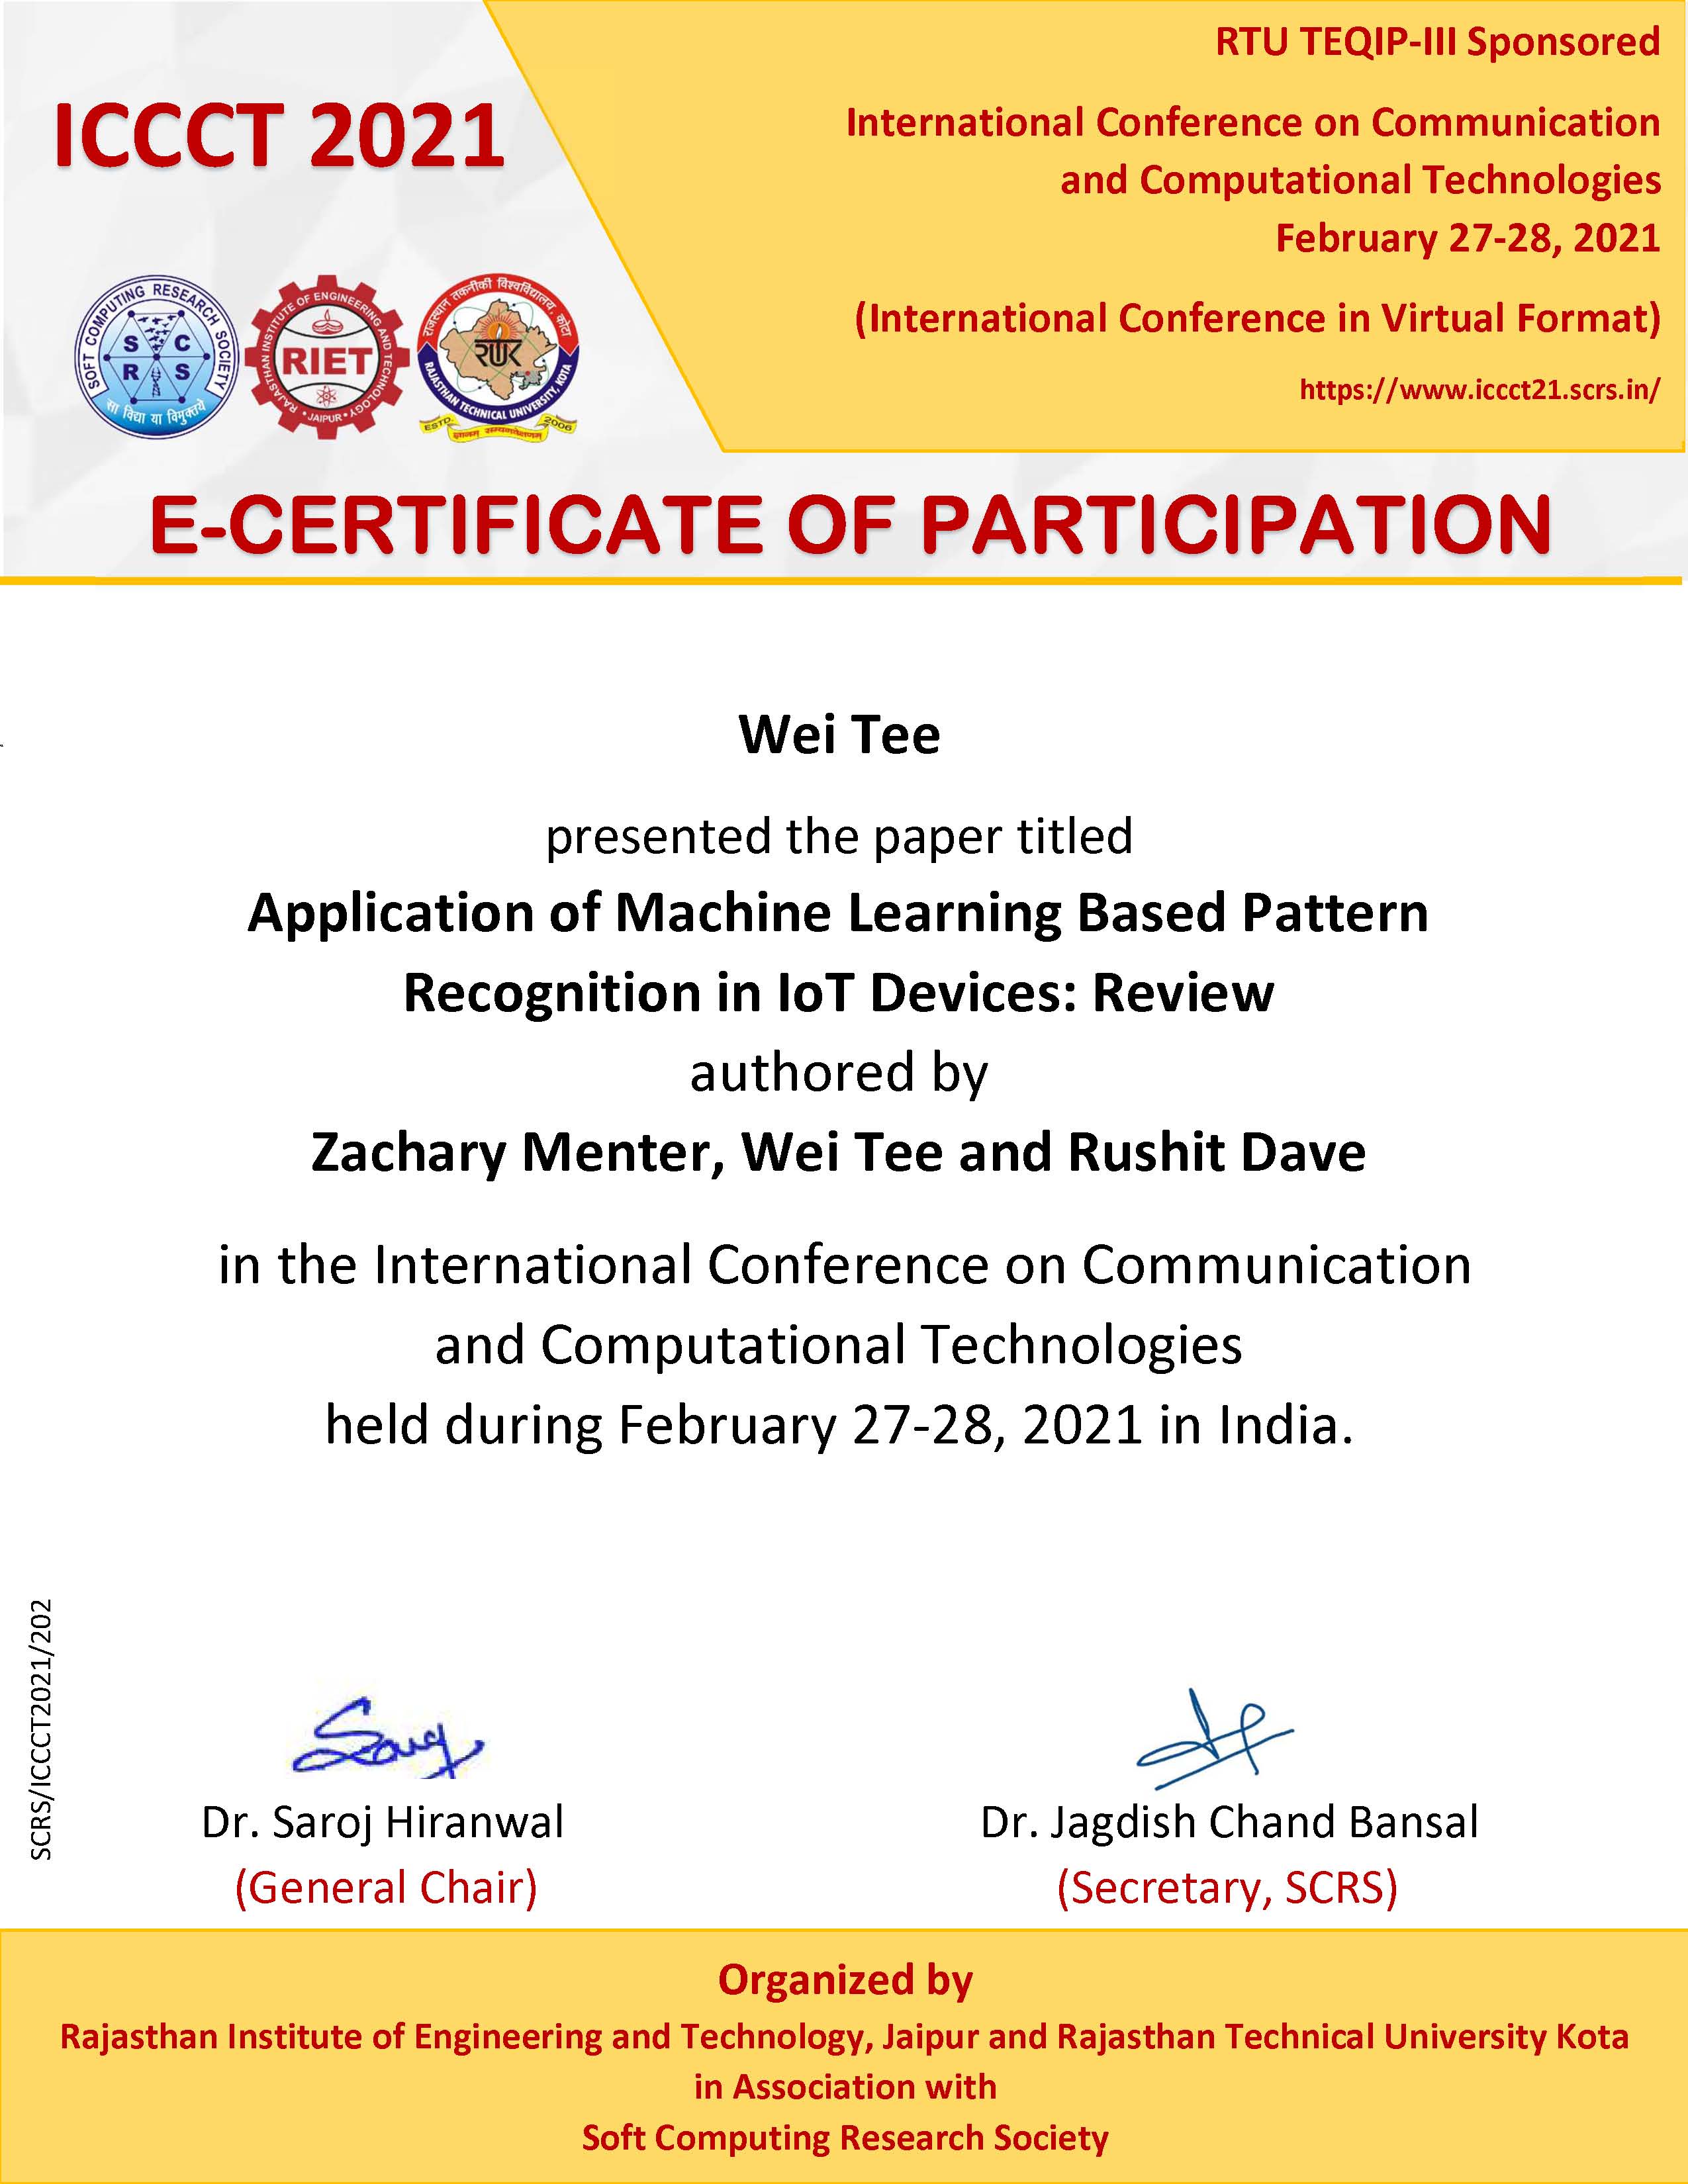 ICCCT 2021
RTU TEQIP-III Sponsored
International Conference on Communication
and Computational Technologies
February 27-28, 2021
(International Conference in Virtual Format)
https://www.iccct21.scrs.in/
SOFT COMPUTING RESEARCH SOCIETY
S C
R S
सा विद्या या विमुक्तये
RAJASTHAN INSTITUTE OF ENGINEERING AND TECHNOLOGY
RIET
• JAIPUR •
राजस्थान तकनीकी विश्वविद्यालय, कोटा
RAJASTHAN TECHNICAL UNIVERSITY, KOTA
ESTD. 2006
E-CERTIFICATE OF PARTICIPATION
Wei Tee
presented the paper titled
Application of Machine Learning Based Pattern
Recognition in IoT Devices: Review
authored by
Zachary Menter, Wei Tee and Rushit Dave
in the International Conference on Communication
and Computational Technologies
held during February 27-28, 2021 in India.
SCRS/ICCCT2021/202
Dr. Saroj Hiranwal
(General Chair)
Dr. Jagdish Chand Bansal
(Secretary, SCRS)
Organized by
Rajasthan Institute of Engineering and Technology, Jaipur and Rajasthan Technical University Kota
in Association with
Soft Computing Research Society